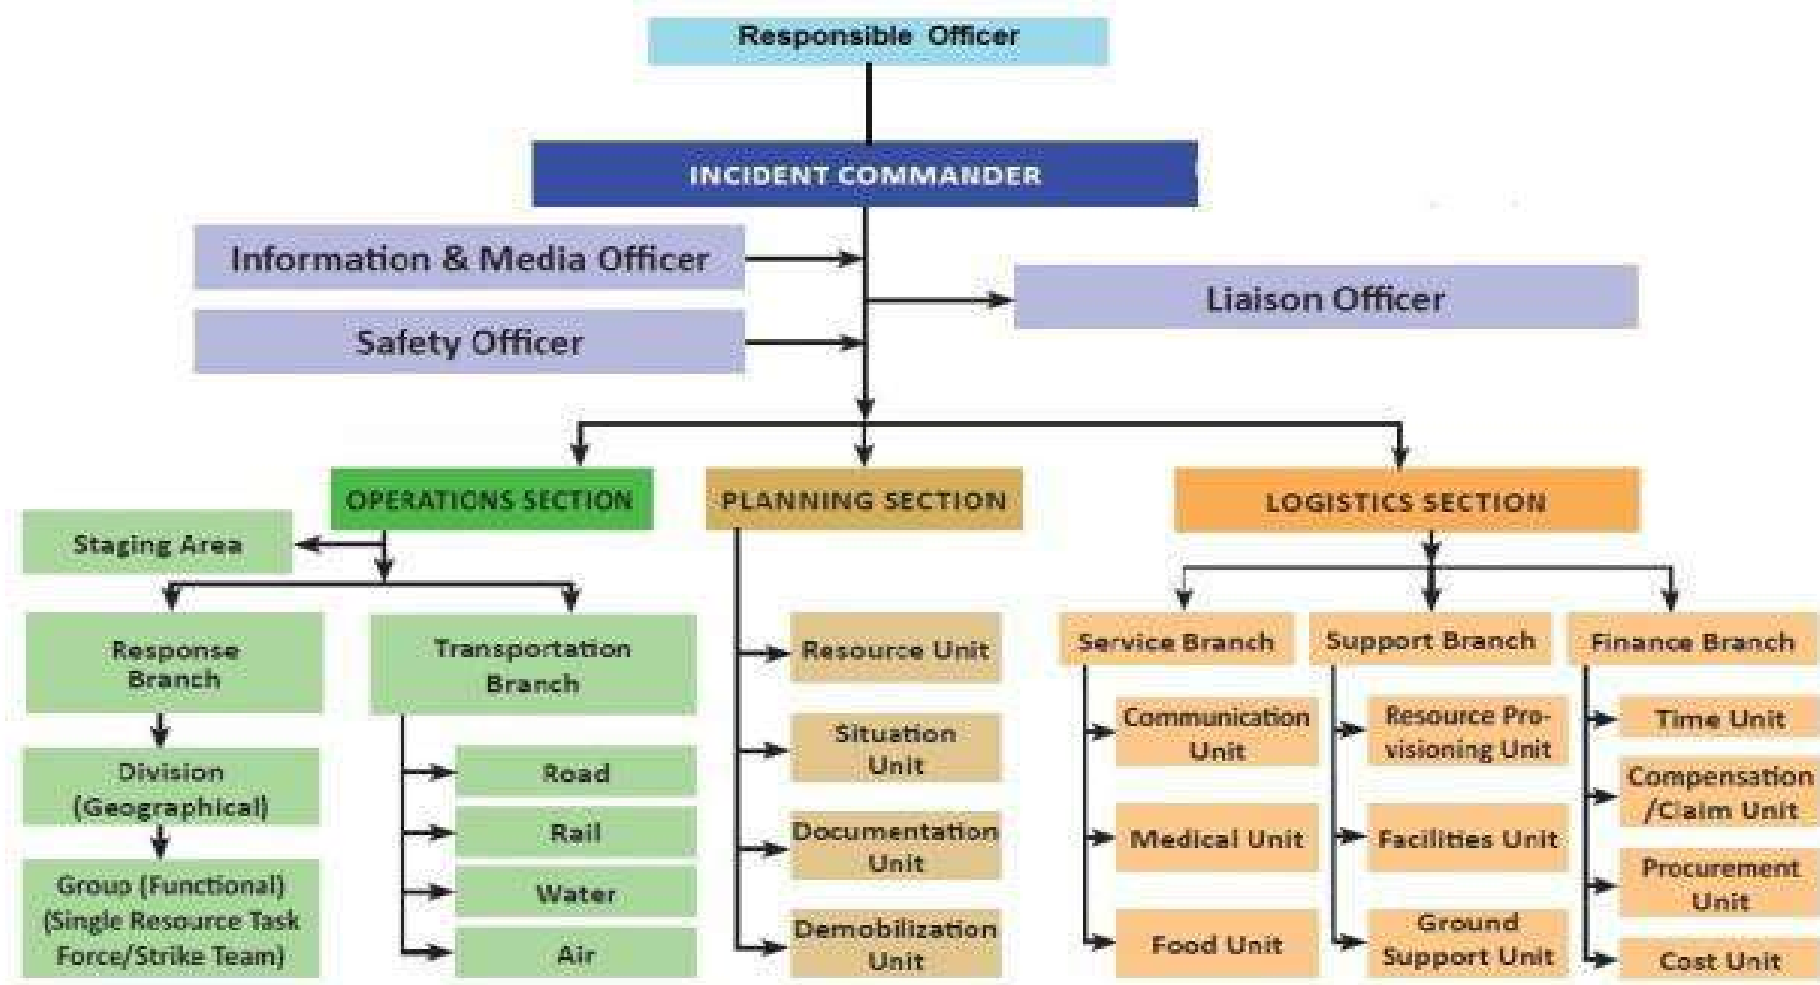 Responsible Officer
INCIDENT COMMANDER
Information & Media Officer
Liaison Officer
Safety Officer
OPERATIONS SECTION
PLANNING SECTION
LOGISTICS SECTION
Staging Area
Response
Branch
Division
(Geographical)
Group (Functional)
(Single Resource Task
Force/Strike Team)
Transportation
Branch
Road
Rail
Water
Air
Resource Unit
Situation
Unit
Documentation
Unit
Demobilization
Unit
Service Branch
Communication
Unit
Medical Unit
Food Unit
Support Branch
Resource Pro-
visioning Unit
Facilities Unit
Ground
Support Unit
Finance Branch
Time Unit
Compensation
/Claim Unit
Procurement
Unit
Cost Unit